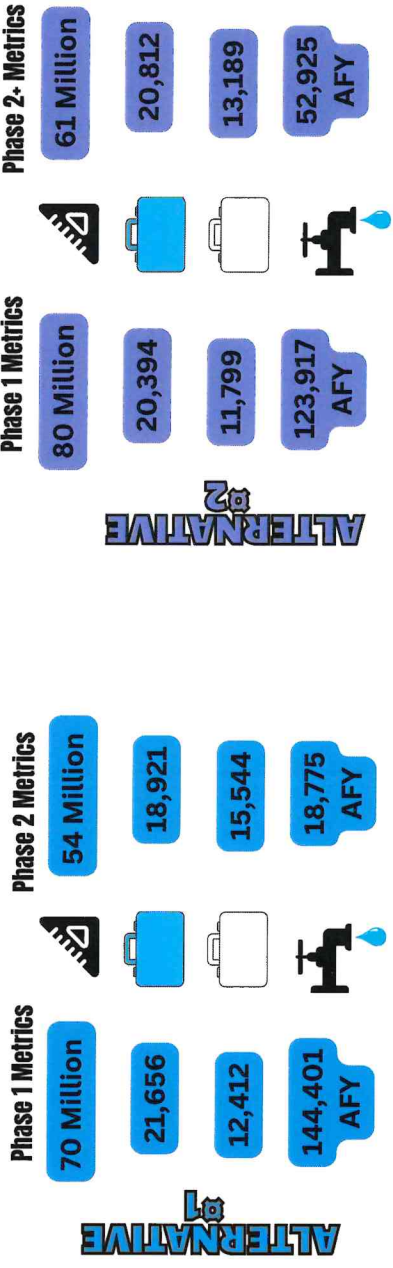 ALTERNATIVE
¤1
Phase 1 Metrics
70 Million
21,656
12,412
144,401
AFY
Phase 2 Metrics
54 Million
18,921
15,544
18,775
AFY
ALTERNATIVE
¤2
Phase 1 Metrics
80 Million
20,394
11,799
123,917
AFY
Phase 2+ Metrics
61 Million
20,812
13,189
52,925
AFY